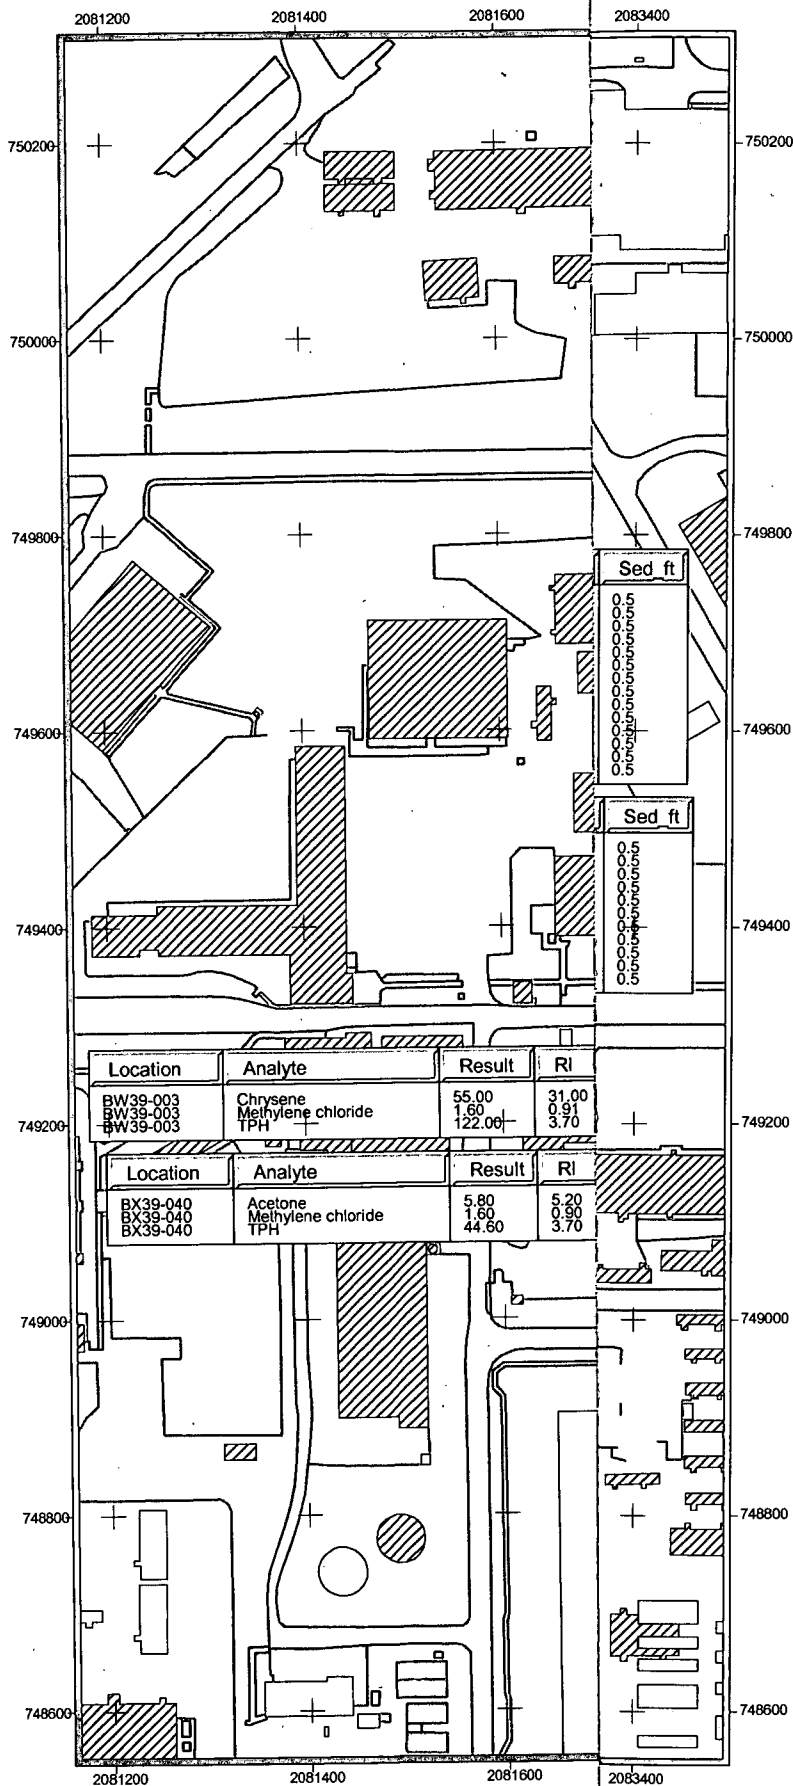 2081200 2081400 2081600 2083400
750200 750200
750000 750000
749800 749800
Sed_ft
0.5
0.5
0.5
0.5
0.5
0.5
0.5
0.5
0.5
0.5
0.5
0.5
0.5
0.5
749600 749600
Sed_ft
0.5
0.5
0.5
0.5
0.5
0.5
0.5
0.5
0.5
0.5
0.5
749400 749400
Location Analyte Result Rl
BW39-003 Chrysene 55.00 31.00
BW39-003 Methylene chloride 1.60 0.91
BW39-003 TPH 122.00 3.70
749200 749200
Location Analyte Result Rl
BX39-040 Acetone 5.80 5.20
BX39-040 Methylene chloride 1.60 0.90
BX39-040 TPH 44.60 3.70
749000 749000
748800 748800
748600 748600
2081200 2081400 2081600 2083400